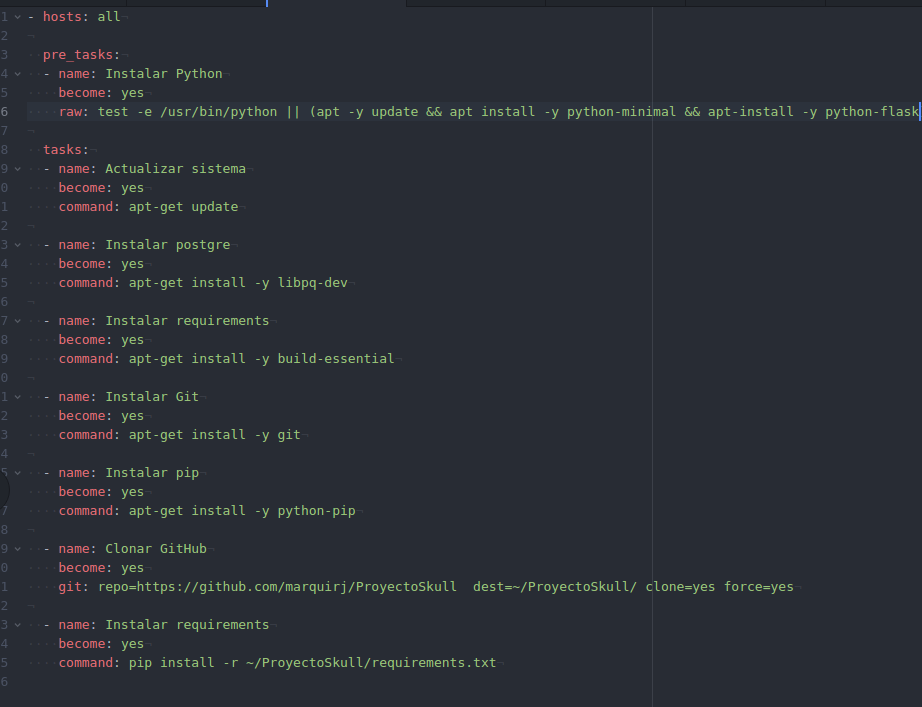 1 - hosts: all
2
3 pre_tasks:
4 - name: Instalar Python
5 become: yes
6 raw: test -e /usr/bin/python || (apt -y update && apt install -y python-minimal && apt-install -y python-flask
7
8 tasks:
9 - name: Actualizar sistema
0 become: yes
1 command: apt-get update
2
3 - name: Instalar postgre
4 become: yes
5 command: apt-get install -y libpq-dev
6
7 - name: Instalar requirements
8 become: yes
9 command: apt-get install -y build-essential
0
1 - name: Instalar Git
2 become: yes
3 command: apt-get install -y git
4
5 - name: Instalar pip
become: yes
7 command: apt-get install -y python-pip
8
9 - name: Clonar GitHub
0 become: yes
1 git: repo=https://github.com/marquirj/ProyectoSkull  dest=~/ProyectoSkull/ clone=yes force=yes
2
3 - name: Instalar requirements
4 become: yes
5 command: pip install -r ~/ProyectoSkull/requirements.txt
6